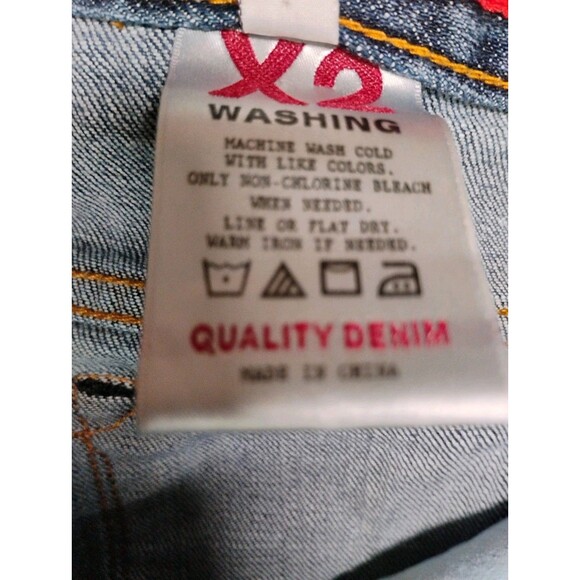 X2
WASHING
MACHINE WASH COLD
WITH LIKE COLORS.
ONLY NON-CHLORINE BLEACH
WHEN NEEDED.
LINE OR FLAT DRY.
WARM IRON IF NEEDED.
QUALITY DENIM
MADE IN CHINA